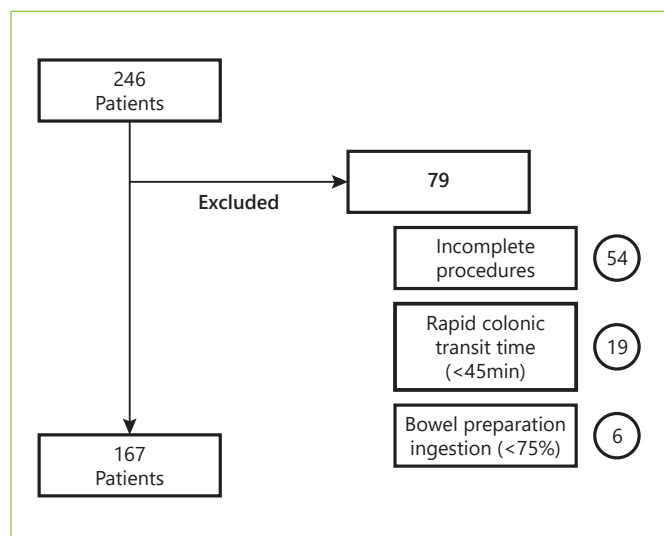 246
Patients
79
Excluded
Incomplete
procedures
54
Rapid colonic
transit time
(<45min)
19
Bowel preparation
ingestion (<75%)
6
167
Patients